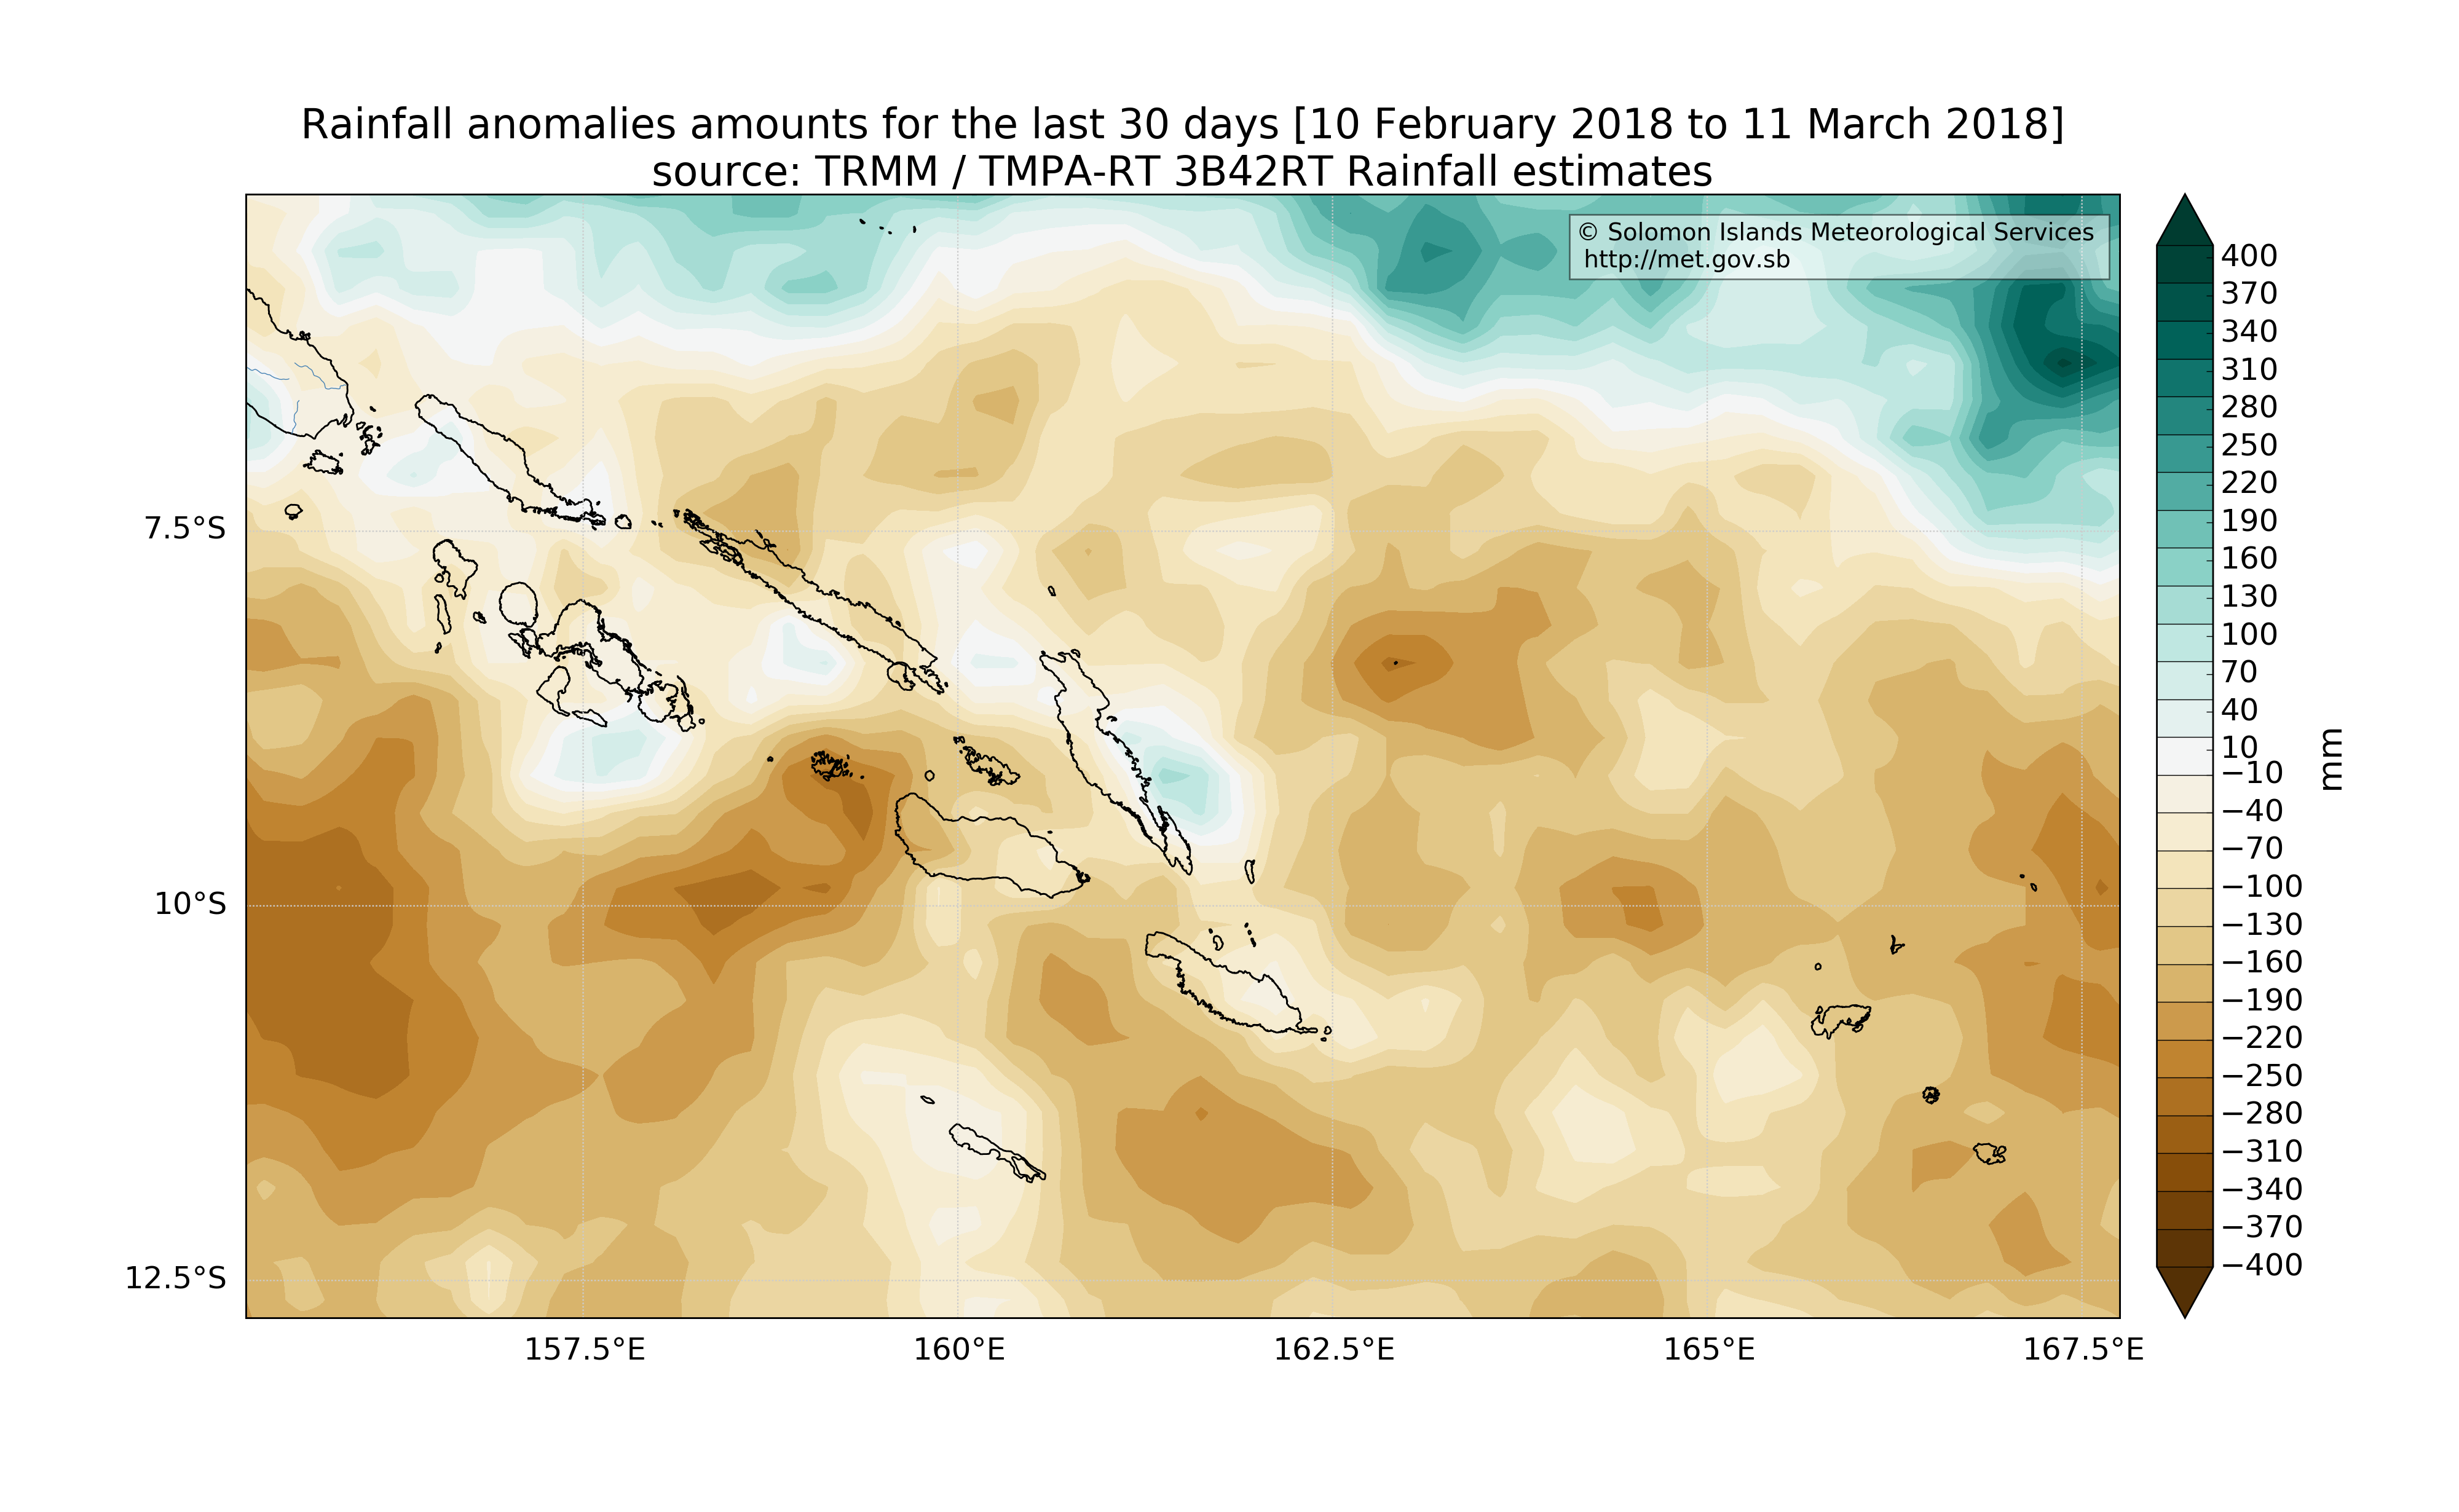 Rainfall anomalies amounts for the last 30 days [10 February 2018 to 11 March 2018]
source: TRMM / TMPA-RT 3B42RT Rainfall estimates
© Solomon Islands Meteorological Services
http://met.gov.sb
7.5°S
10°S
12.5°S
157.5°E
160°E
162.5°E
165°E
167.5°E
400
370
340
310
280
250
220
190
160
130
100
70
40
10
−10
−40
−70
−100
−130
−160
−190
−220
−250
−280
−310
−340
−370
−400
mm